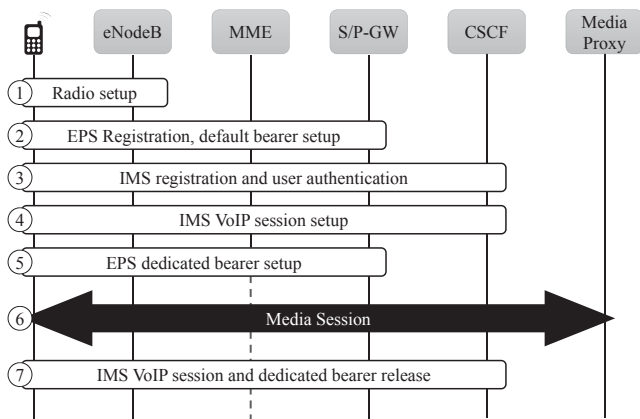 eNodeB
MME
S/P-GW
CSCF
Media
Proxy
1 Radio setup
2 EPS Registration, default bearer setup
3 IMS registration and user authentication
4 IMS VoIP session setup
5 EPS dedicated bearer setup
6 Media Session
7 IMS VoIP session and dedicated bearer release